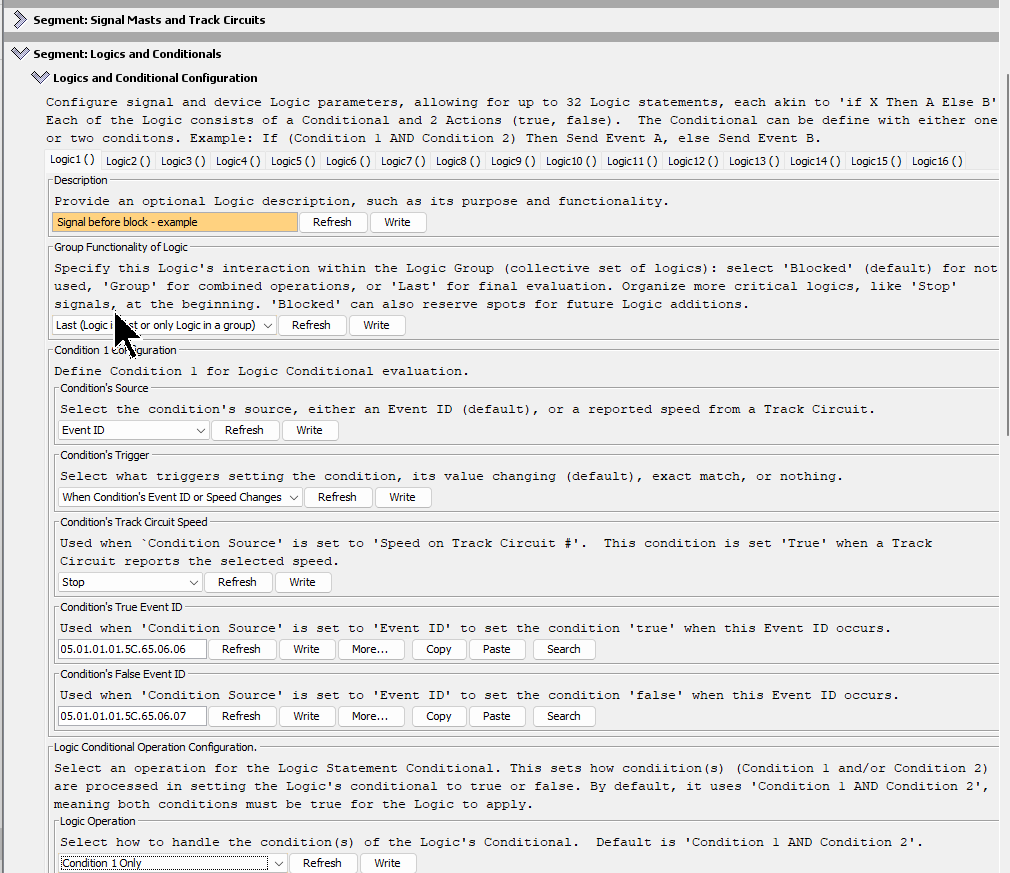 Segment: Signal Masts and Track Circuits
Segment: Logics and Conditionals
Logics and Conditional Configuration
Configure signal and device Logic parameters, allowing for up to 32 Logic statements, each akin to 'if X Then A Else B'
Each of the Logic consists of a Conditional and 2 Actions (true, false).  The Conditional can be define with either one
or two conditons. Example: If (Condition 1 AND Condition 2) Then Send Event A, else Send Event B.
Logic1 () Logic2 () Logic3 () Logic4 () Logic5 () Logic6 () Logic7 () Logic8 () Logic9 () Logic10 () Logic11 () Logic12 () Logic13 () Logic14 () Logic15 () Logic16 ()
Description
Provide an optional Logic description, such as its purpose and functionality.
Signal before block - example Refresh Write
Group Functionality of Logic
Specify this Logic's interaction within the Logic Group (collective set of logics): select 'Blocked' (default) for not
used, 'Group' for combined operations, or 'Last' for final evaluation. Organize more critical logics, like 'Stop'
signals, at the beginning. 'Blocked' can also reserve spots for future Logic additions.
Last (Logic or only Logic in a group) Refresh Write
Condition 1
Define Condition 1 for Logic Conditional evaluation.
Condition's Source
Select the condition's source, either an Event ID (default), or a reported speed from a Track Circuit.
Event ID Refresh Write
Condition's Trigger
Select what triggers setting the condition, its value changing (default), exact match, or nothing.
When Condition's Event ID or Speed Changes Refresh Write
Condition's Track Circuit Speed
Used when `Condition Source' is set to 'Speed on Track Circuit #'.  This condition is set 'True' when a Track
Circuit reports the selected speed.
Stop Refresh Write
Condition's True Event ID
Used when 'Condition Source' is set to 'Event ID' to set the condition 'true' when this Event ID occurs.
05.01.01.01.5C.65.06.06 Refresh Write More... Copy Paste Search
Condition's False Event ID
Used when 'Condition Source' is set to 'Event ID' to set the condition 'false' when this Event ID occurs.
05.01.01.01.5C.65.06.07 Refresh Write More... Copy Paste Search
Logic Conditional Operation Configuration.
Select an operation for the Logic Statement Conditional. This sets how condiition(s) (Condition 1 and/or Condition 2)
are processed in setting the Logic's conditional to true or false. By default, it uses 'Condition 1 AND Condition 2',
meaning both conditions must be true for the Logic to apply.
Logic Operation
Select how to handle the condition(s) of the Logic's Conditional.  Default is 'Condition 1 AND Condition 2'.
Condition 1 Only Refresh Write